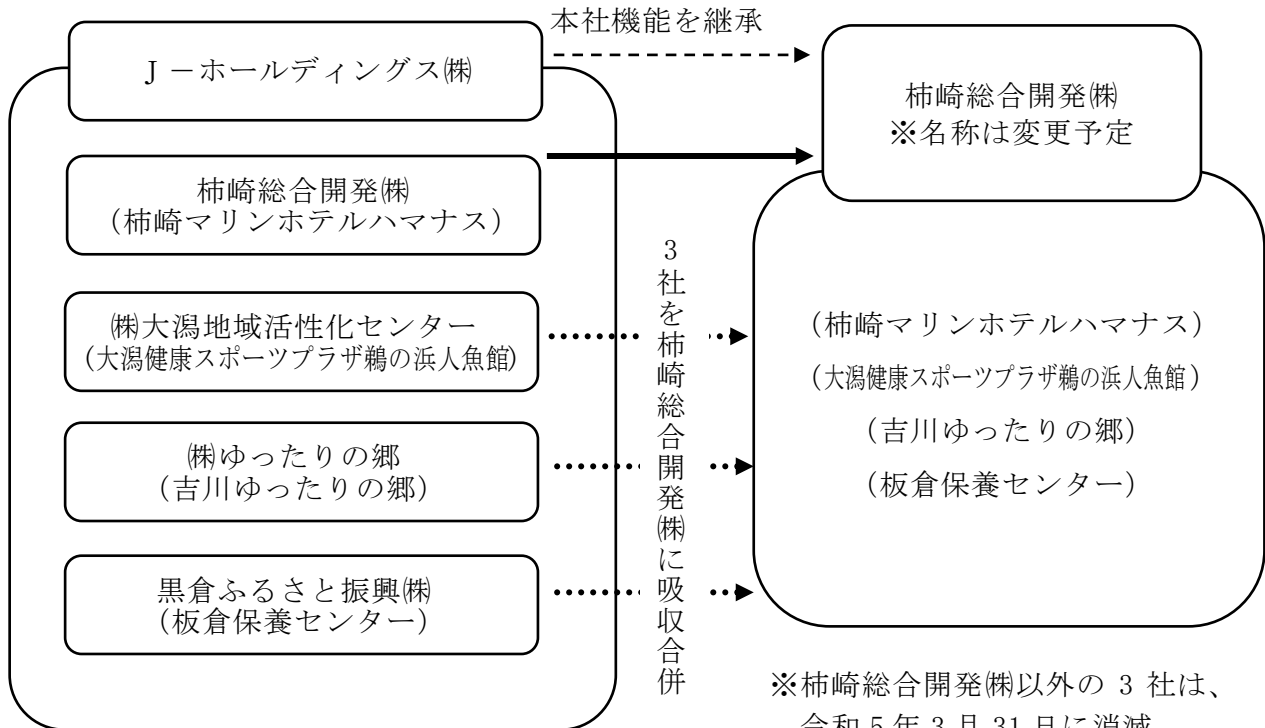 本社機能を継承
J－ホールディングス㈱
柿崎総合開発㈱
(柿崎マリンホテルハマナス)
㈱大潟地域活性化センター
(大潟健康スポーツプラザ鵜の浜人魚館)
㈱ゆったりの郷
(吉川ゆったりの郷)
黒倉ふるさと振興㈱
(板倉保養センター)
3社を柿崎総合開発㈱に吸収合併
柿崎総合開発㈱
※名称は変更予定
(柿崎マリンホテルハマナス)
(大潟健康スポーツプラザ鵜の浜人魚館)
(吉川ゆったりの郷)
(板倉保養センター)
※柿崎総合開発㈱以外の 3 社は、
令和 5 年 3 月 31 日に消滅